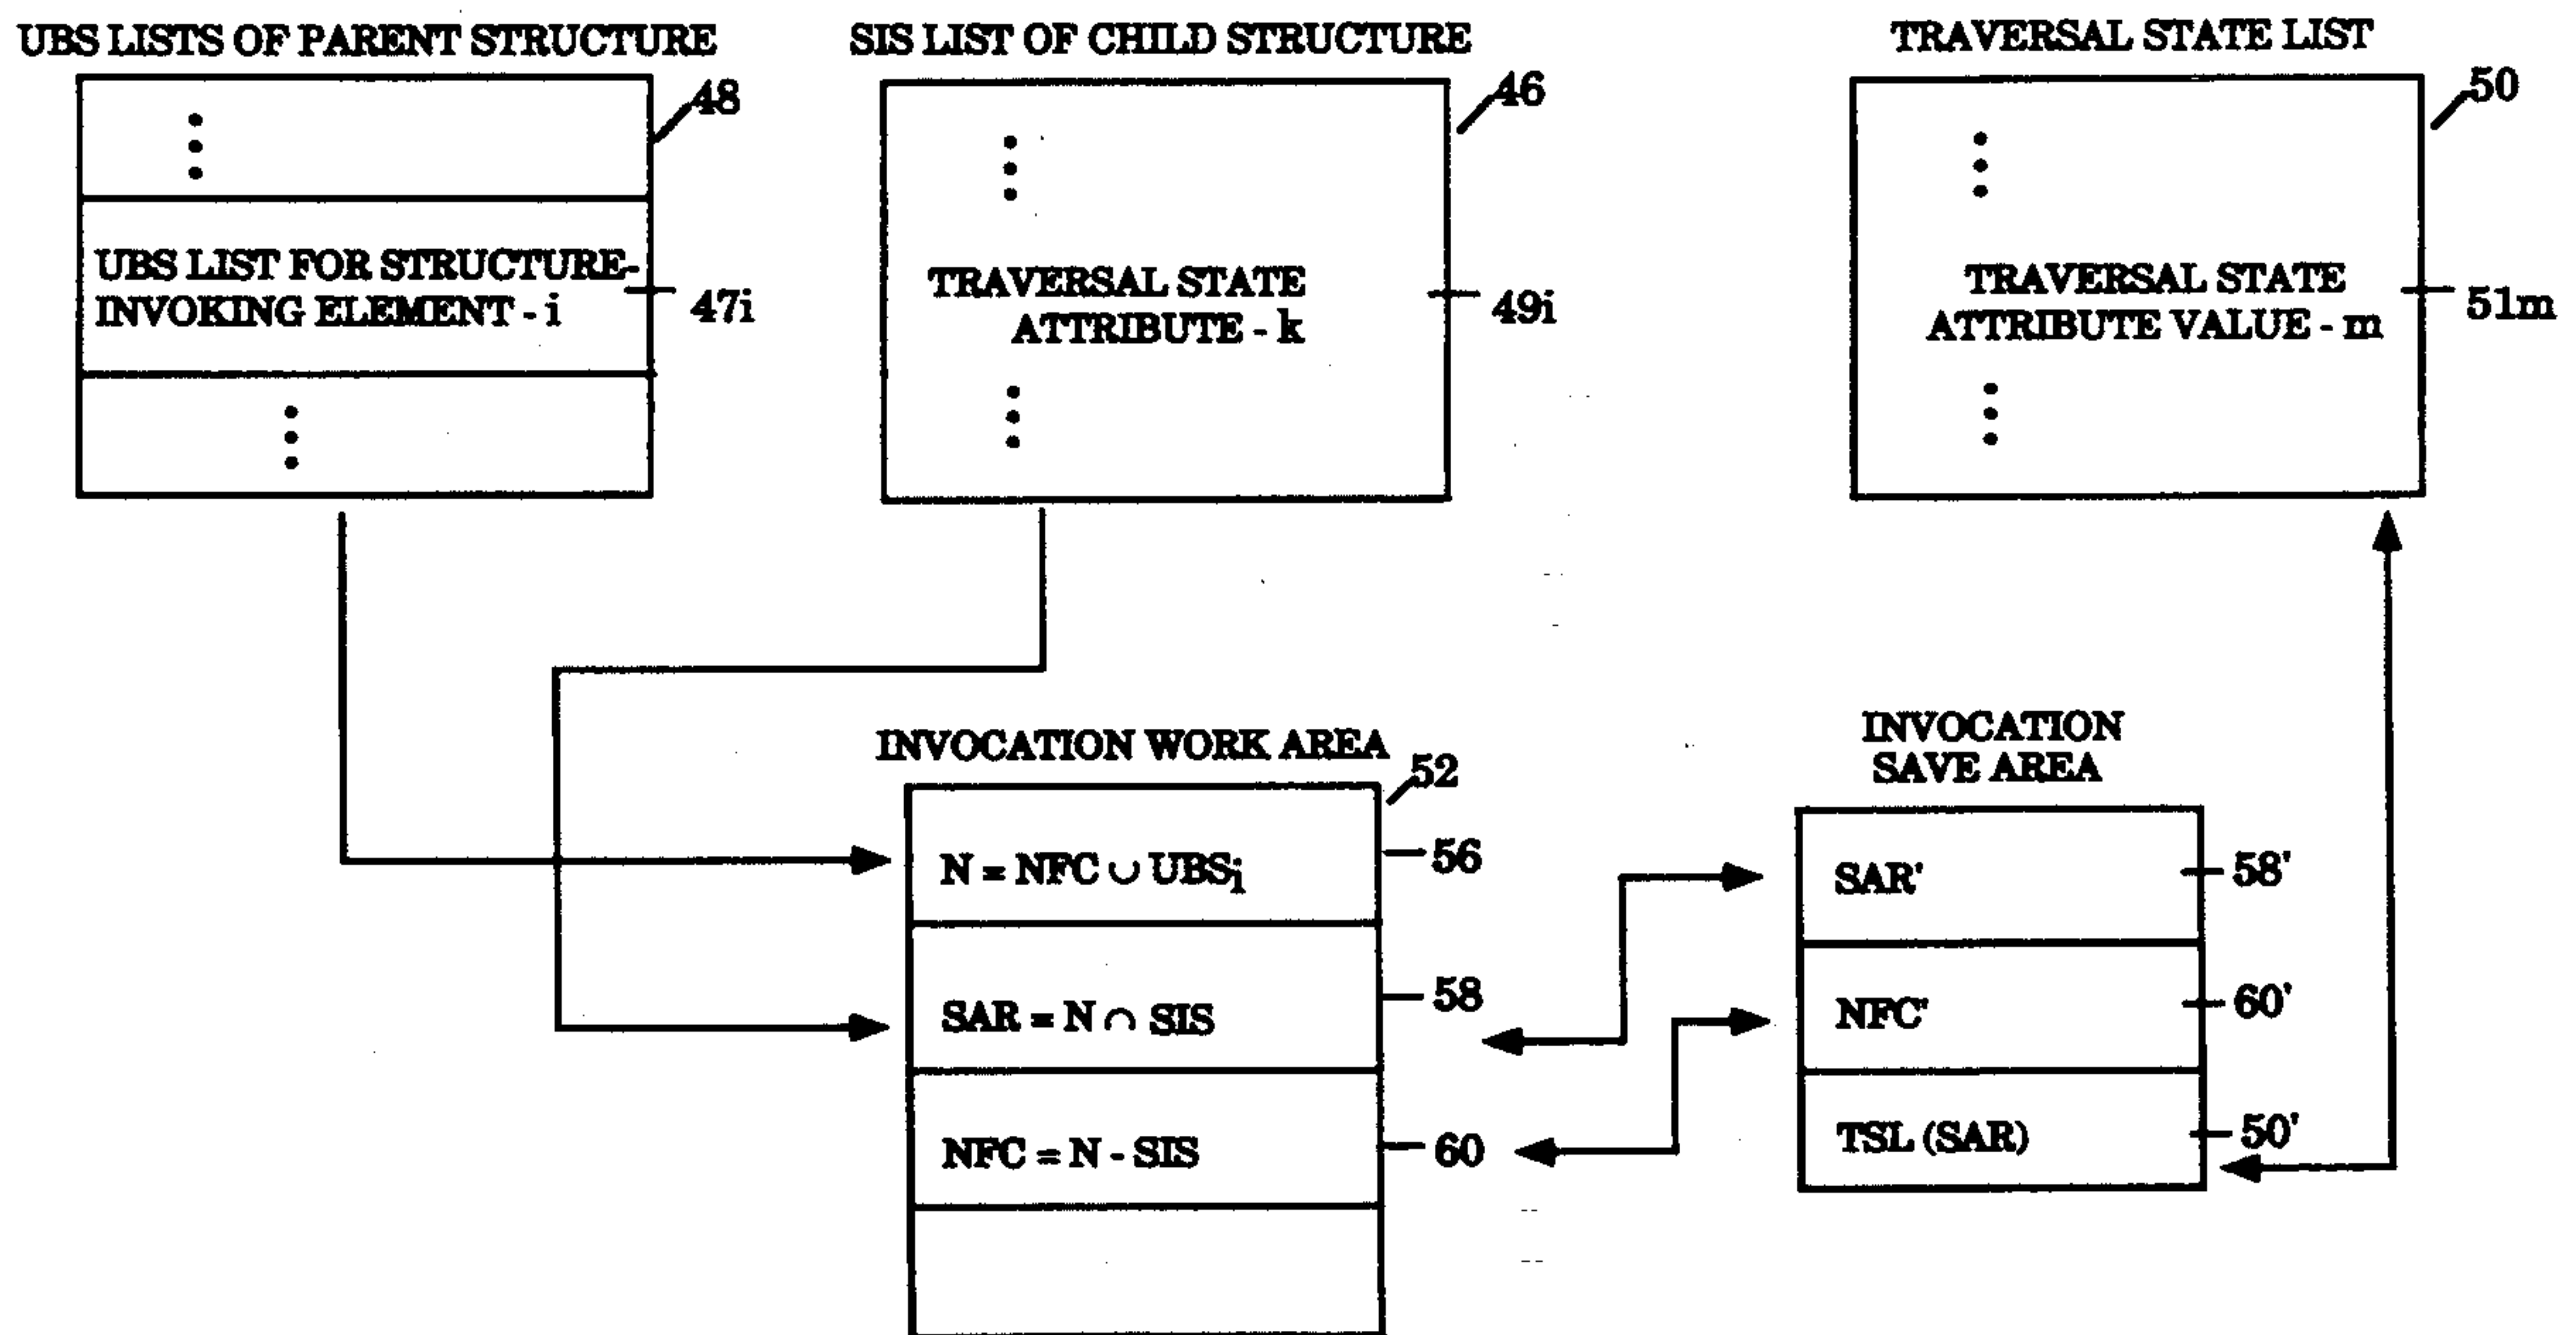 UBS LISTS OF PARENT STRUCTURE
48
UBS LIST FOR STRUCTURE-
INVOKING ELEMENT - i
47i
SIS LIST OF CHILD STRUCTURE
46
TRAVERSAL STATE
ATTRIBUTE - k
49i
TRAVERSAL STATE LIST
50
TRAVERSAL STATE
ATTRIBUTE VALUE - m
51m
INVOCATION WORK AREA
52
N = NFC ∪ UBSi
56
SAR = N ∩ SIS
58
NFC = N - SIS
60
INVOCATION
SAVE AREA
SAR'
58'
NFC'
60'
TSL (SAR)
50'